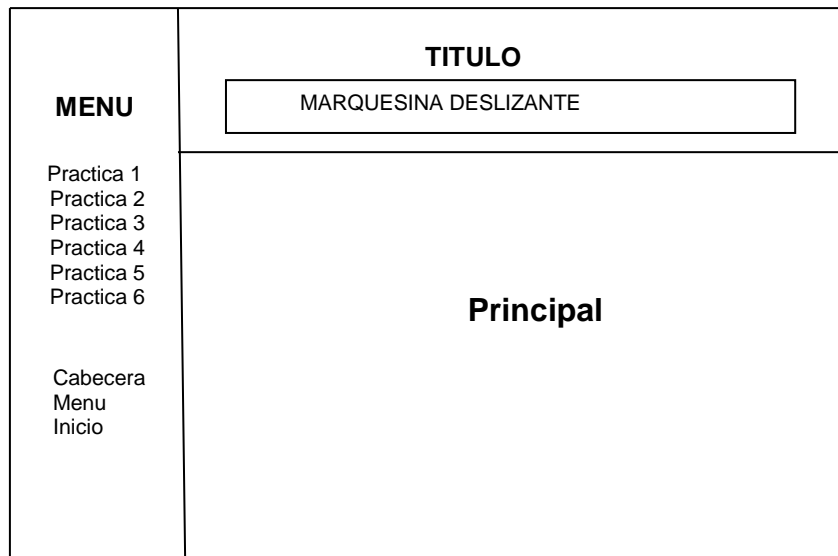 MENU
Practica 1
Practica 2
Practica 3
Practica 4
Practica 5
Practica 6
Cabecera
Menu
Inicio
TITULO
MARQUESINA DESLIZANTE
Principal